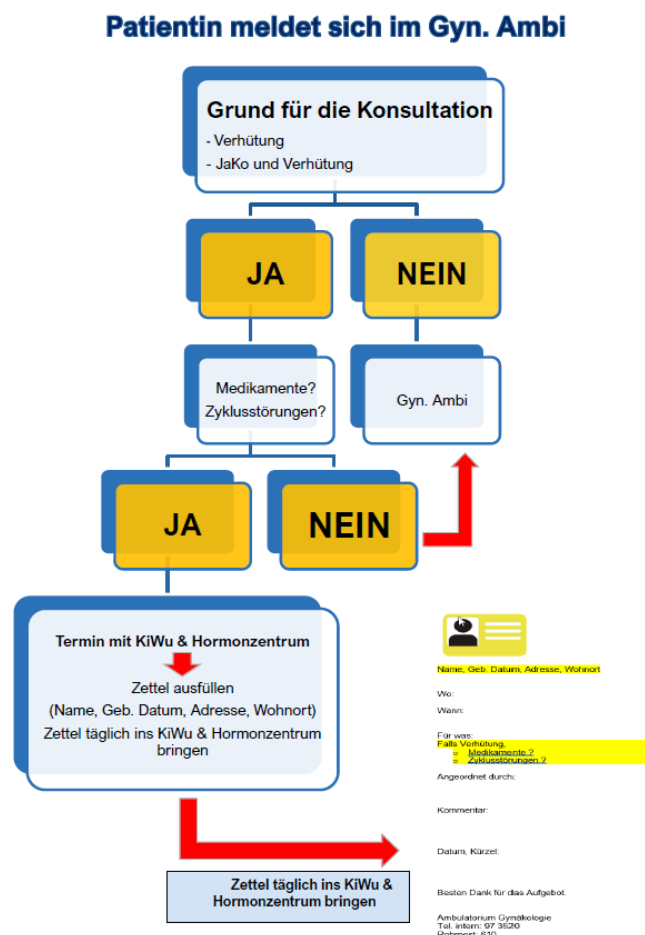 Patientin meldet sich im Gyn. Ambi
Grund für die Konsultation
- Verhütung
- JaKo und Verhütung
JA
NEIN
Medikamente?
Zyklusstörungen?
Gyn. Ambi
JA
NEIN
Termin mit KiWu & Hormonzentrum
Zettel ausfüllen
(Name, Geb. Datum, Adresse, Wohnort)
Zettel täglich ins KiWu & Hormonzentrum
bringen
Zettel täglich ins KiWu &
Hormonzentrum bringen
Name, Geb. Datum, Adresse, Wohnort
Wo:
Wann:
Für was:
Falls Verhütung,
o Medikamente ?
o Zyklusstörungen ?
Angeordnet durch:
Kommentar:
Datum, Kürzel:
Besten Dank für das Aufgebot.
Ambulatorium Gynäkologie
Tel. intern: 97 3520